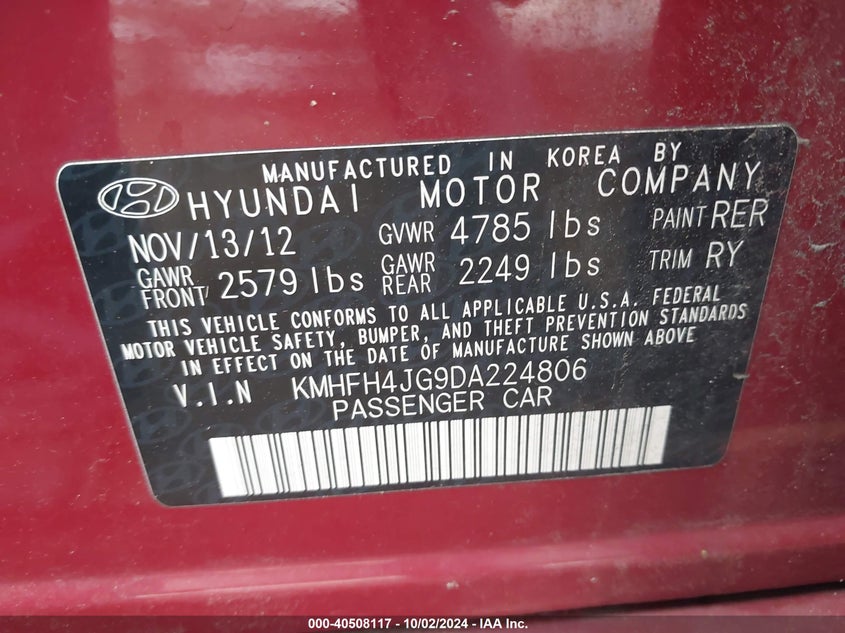 MANUFACTURED IN KOREA BY
HYUNDAI MOTOR COMPANY
NOV/13/12 GVWR 4785 lbs PAINT RER
GAWR FRONT 2579 lbs GAWR REAR 2249 lbs TRIM RY
THIS VEHICLE CONFORMS TO ALL APPLICABLE U.S.A. FEDERAL
MOTOR VEHICLE SAFETY, BUMPER, AND THEFT PREVENTION STANDARDS
IN EFFECT ON THE DATE OF MANUFACTURE SHOWN ABOVE
V.I.N KMHFH4JG9DA224806
PASSENGER CAR
000-40508117 - 10/02/2024 - IAA Inc.